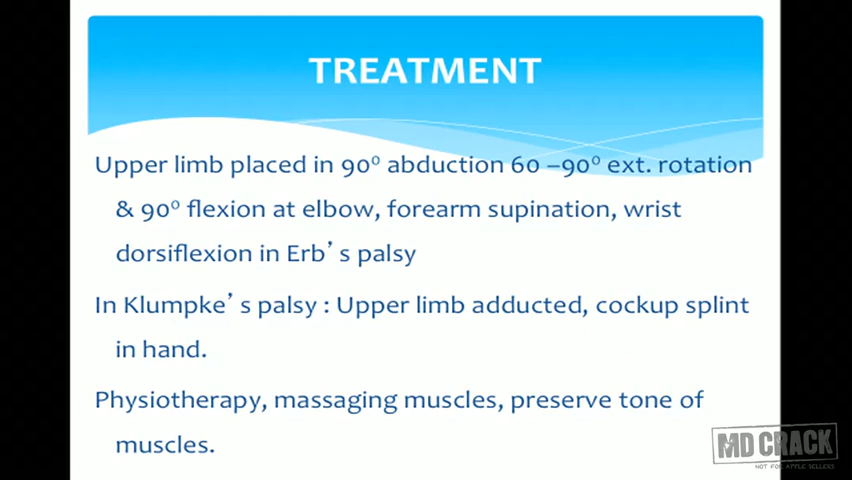 TREATMENT
Upper limb placed in 90⁰ abduction 60 –90⁰ ext. rotation
& 90⁰ flexion at elbow, forearm supination, wrist
dorsiflexion in Erb’ s palsy
In Klumpke’ s palsy : Upper limb adducted, cockup splint
in hand.
Physiotherapy, massaging muscles, preserve tone of
muscles.
MD CRACK
NOT FOR APPLE SELLERS